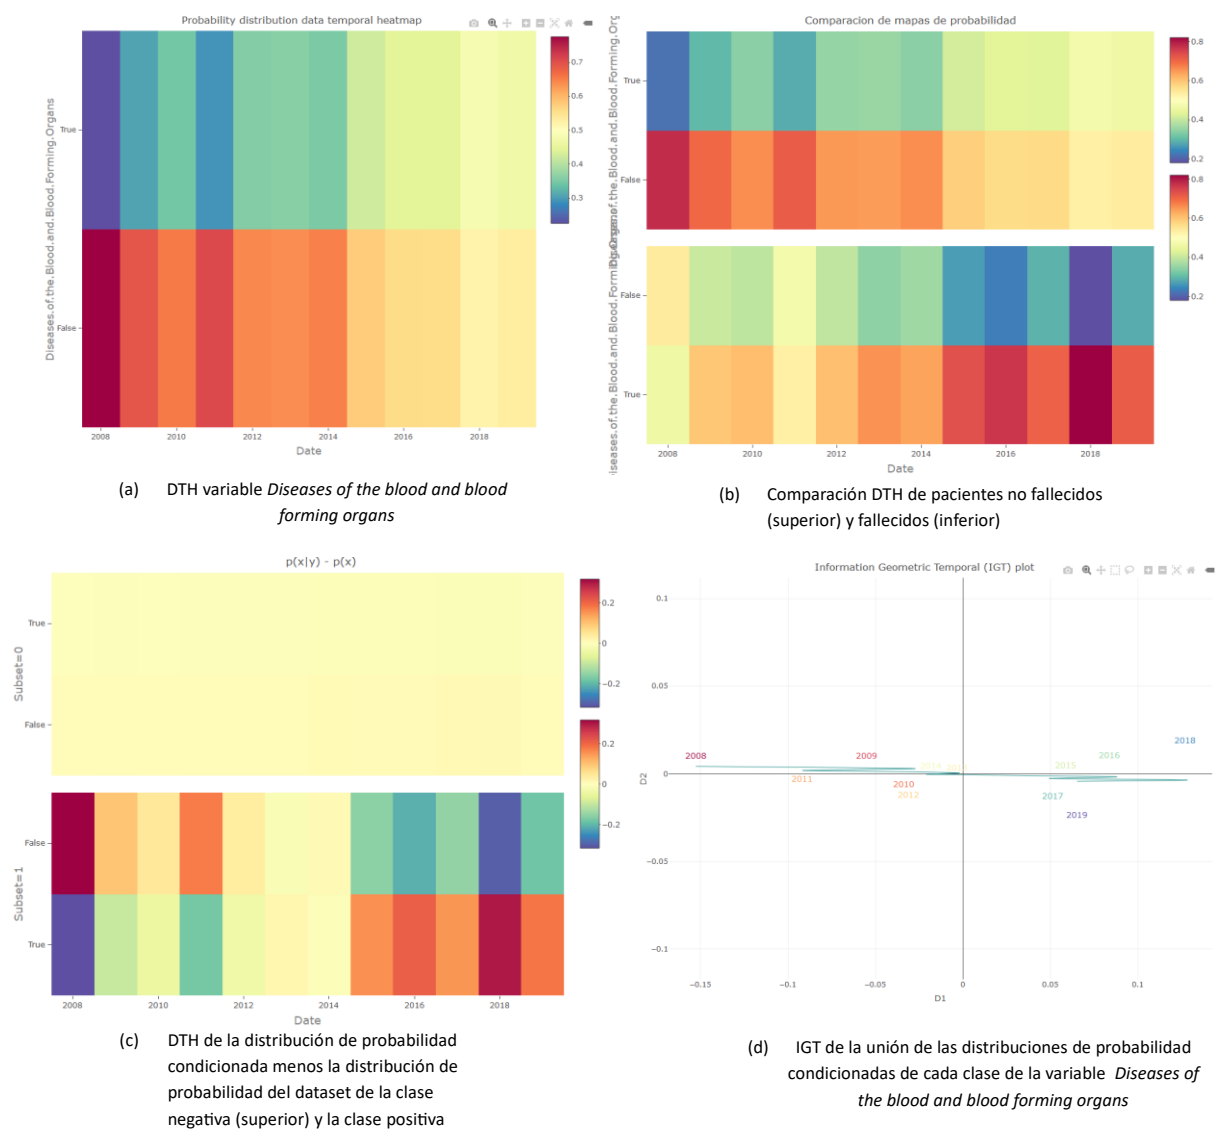 Probability distribution data temporal heatmap
Diseases.of.the.Blood.and.Blood.Forming.Organs
True
False
0.7
0.6
0.5
0.4
0.3
2008
2010
2012
2014
2016
2018
Date
(a) DTH variable Diseases of the blood and blood
forming organs
Comparacion de mapas de probabilidad
True
False
False
True
0.8
0.6
0.4
0.2
0.8
0.6
0.4
0.2
2008
2010
2012
2014
2016
2018
Date
(b) Comparación DTH de pacientes no fallecidos
(superior) y fallecidos (inferior)
p(x|y) - p(x)
Subset=0
True
False
Subset=1
False
True
0.2
0
−0.2
0.2
0
−0.2
2008
2010
2012
2014
2016
2018
Date
(c) DTH de la distribución de probabilidad
condicionada menos la distribución de
probabilidad del dataset de la clase
negativa (superior) y la clase positiva
Information Geometric Temporal (IGT) plot
D2
0.1
0.05
0
−0.05
−0.1
2008
2009
2011
2010
2012
2015
2016
2018
2017
2019
−0.15
−0.1
−0.05
0
0.05
0.1
D1
(d) IGT de la unión de las distribuciones de probabilidad
condicionadas de cada clase de la variable Diseases of
the blood and blood forming organs